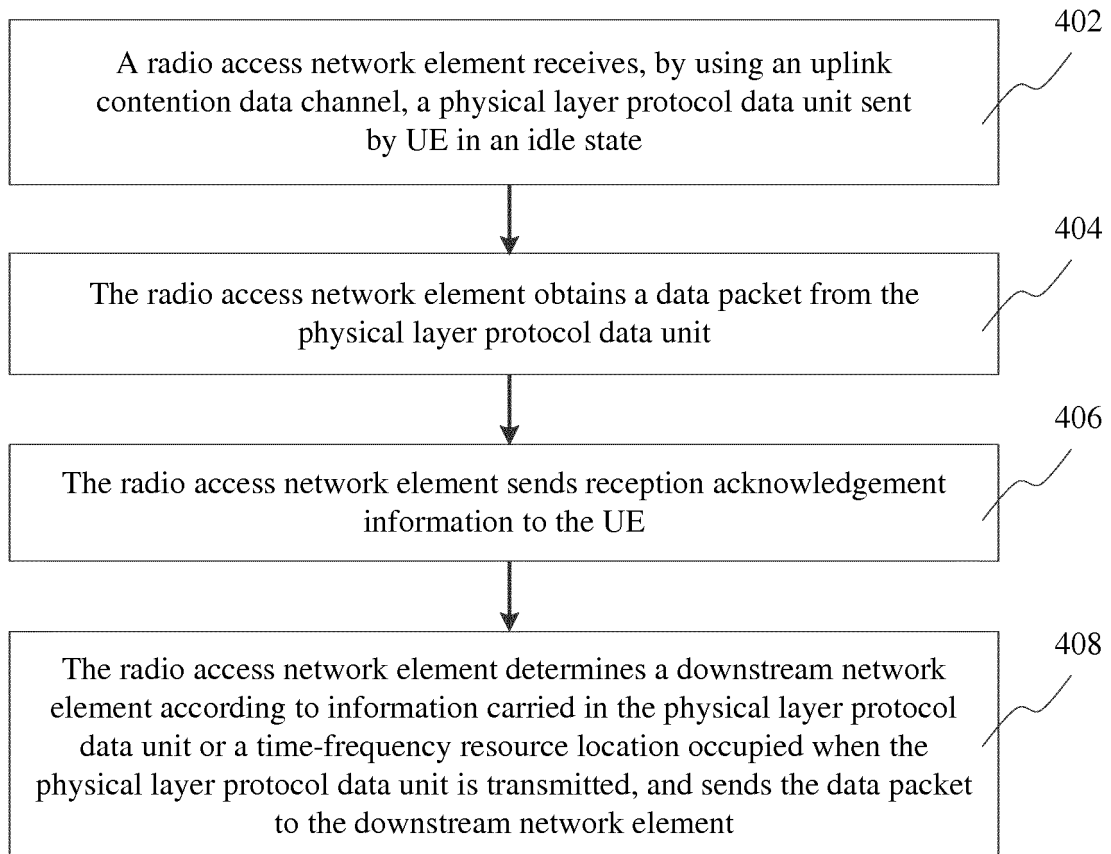 402
A radio access network element receives, by using an uplink
contention data channel, a physical layer protocol data unit sent
by UE in an idle state
404
The radio access network element obtains a data packet from the
physical layer protocol data unit
406
The radio access network element sends reception acknowledgement
information to the UE
408
The radio access network element determines a downstream network
element according to information carried in the physical layer protocol
data unit or a time-frequency resource location occupied when the
physical layer protocol data unit is transmitted, and sends the data packet
to the downstream network element